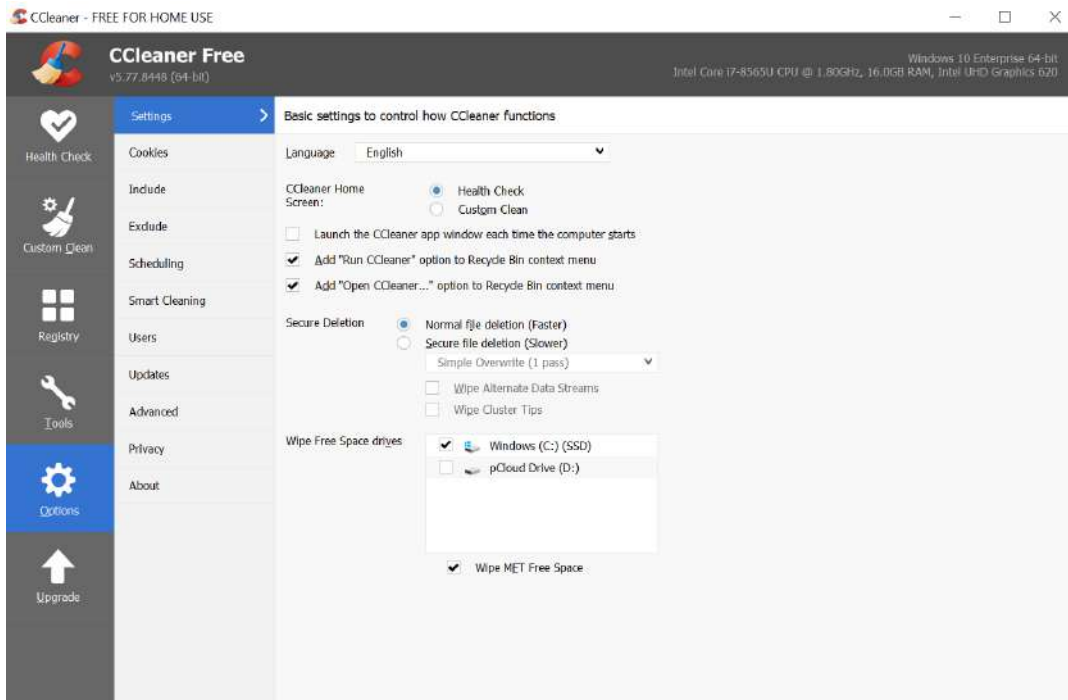 CCleaner - FREE FOR HOME USE
CCleaner Free
v5.77.8448 (64-bit)
Windows 10 Enterprise 64-bit
Intel Core i7-8565U CPU @ 1.80GHz, 16.0GB RAM, Intel UHD Graphics 620
Health Check
Custom Clean
Registry
Tools
Options
Upgrade
Settings
Cookies
Include
Exclude
Scheduling
Smart Cleaning
Users
Updates
Advanced
Privacy
About
Basic settings to control how CCleaner functions
Language English
CCleaner Home
Screen:
Health Check
Custom Clean
Launch the CCleaner app window each time the computer starts
Add "Run CCleaner" option to Recycle Bin context menu
Add "Open CCleaner..." option to Recycle Bin context menu
Secure Deletion
Normal file deletion (Faster)
Secure file deletion (Slower)
Simple Overwrite (1 pass)
Wipe Alternate Data Streams
Wipe Cluster Tips
Wipe Free Space drives
Windows (C:) (SSD)
pCloud Drive (D:)
Wipe MFT Free Space